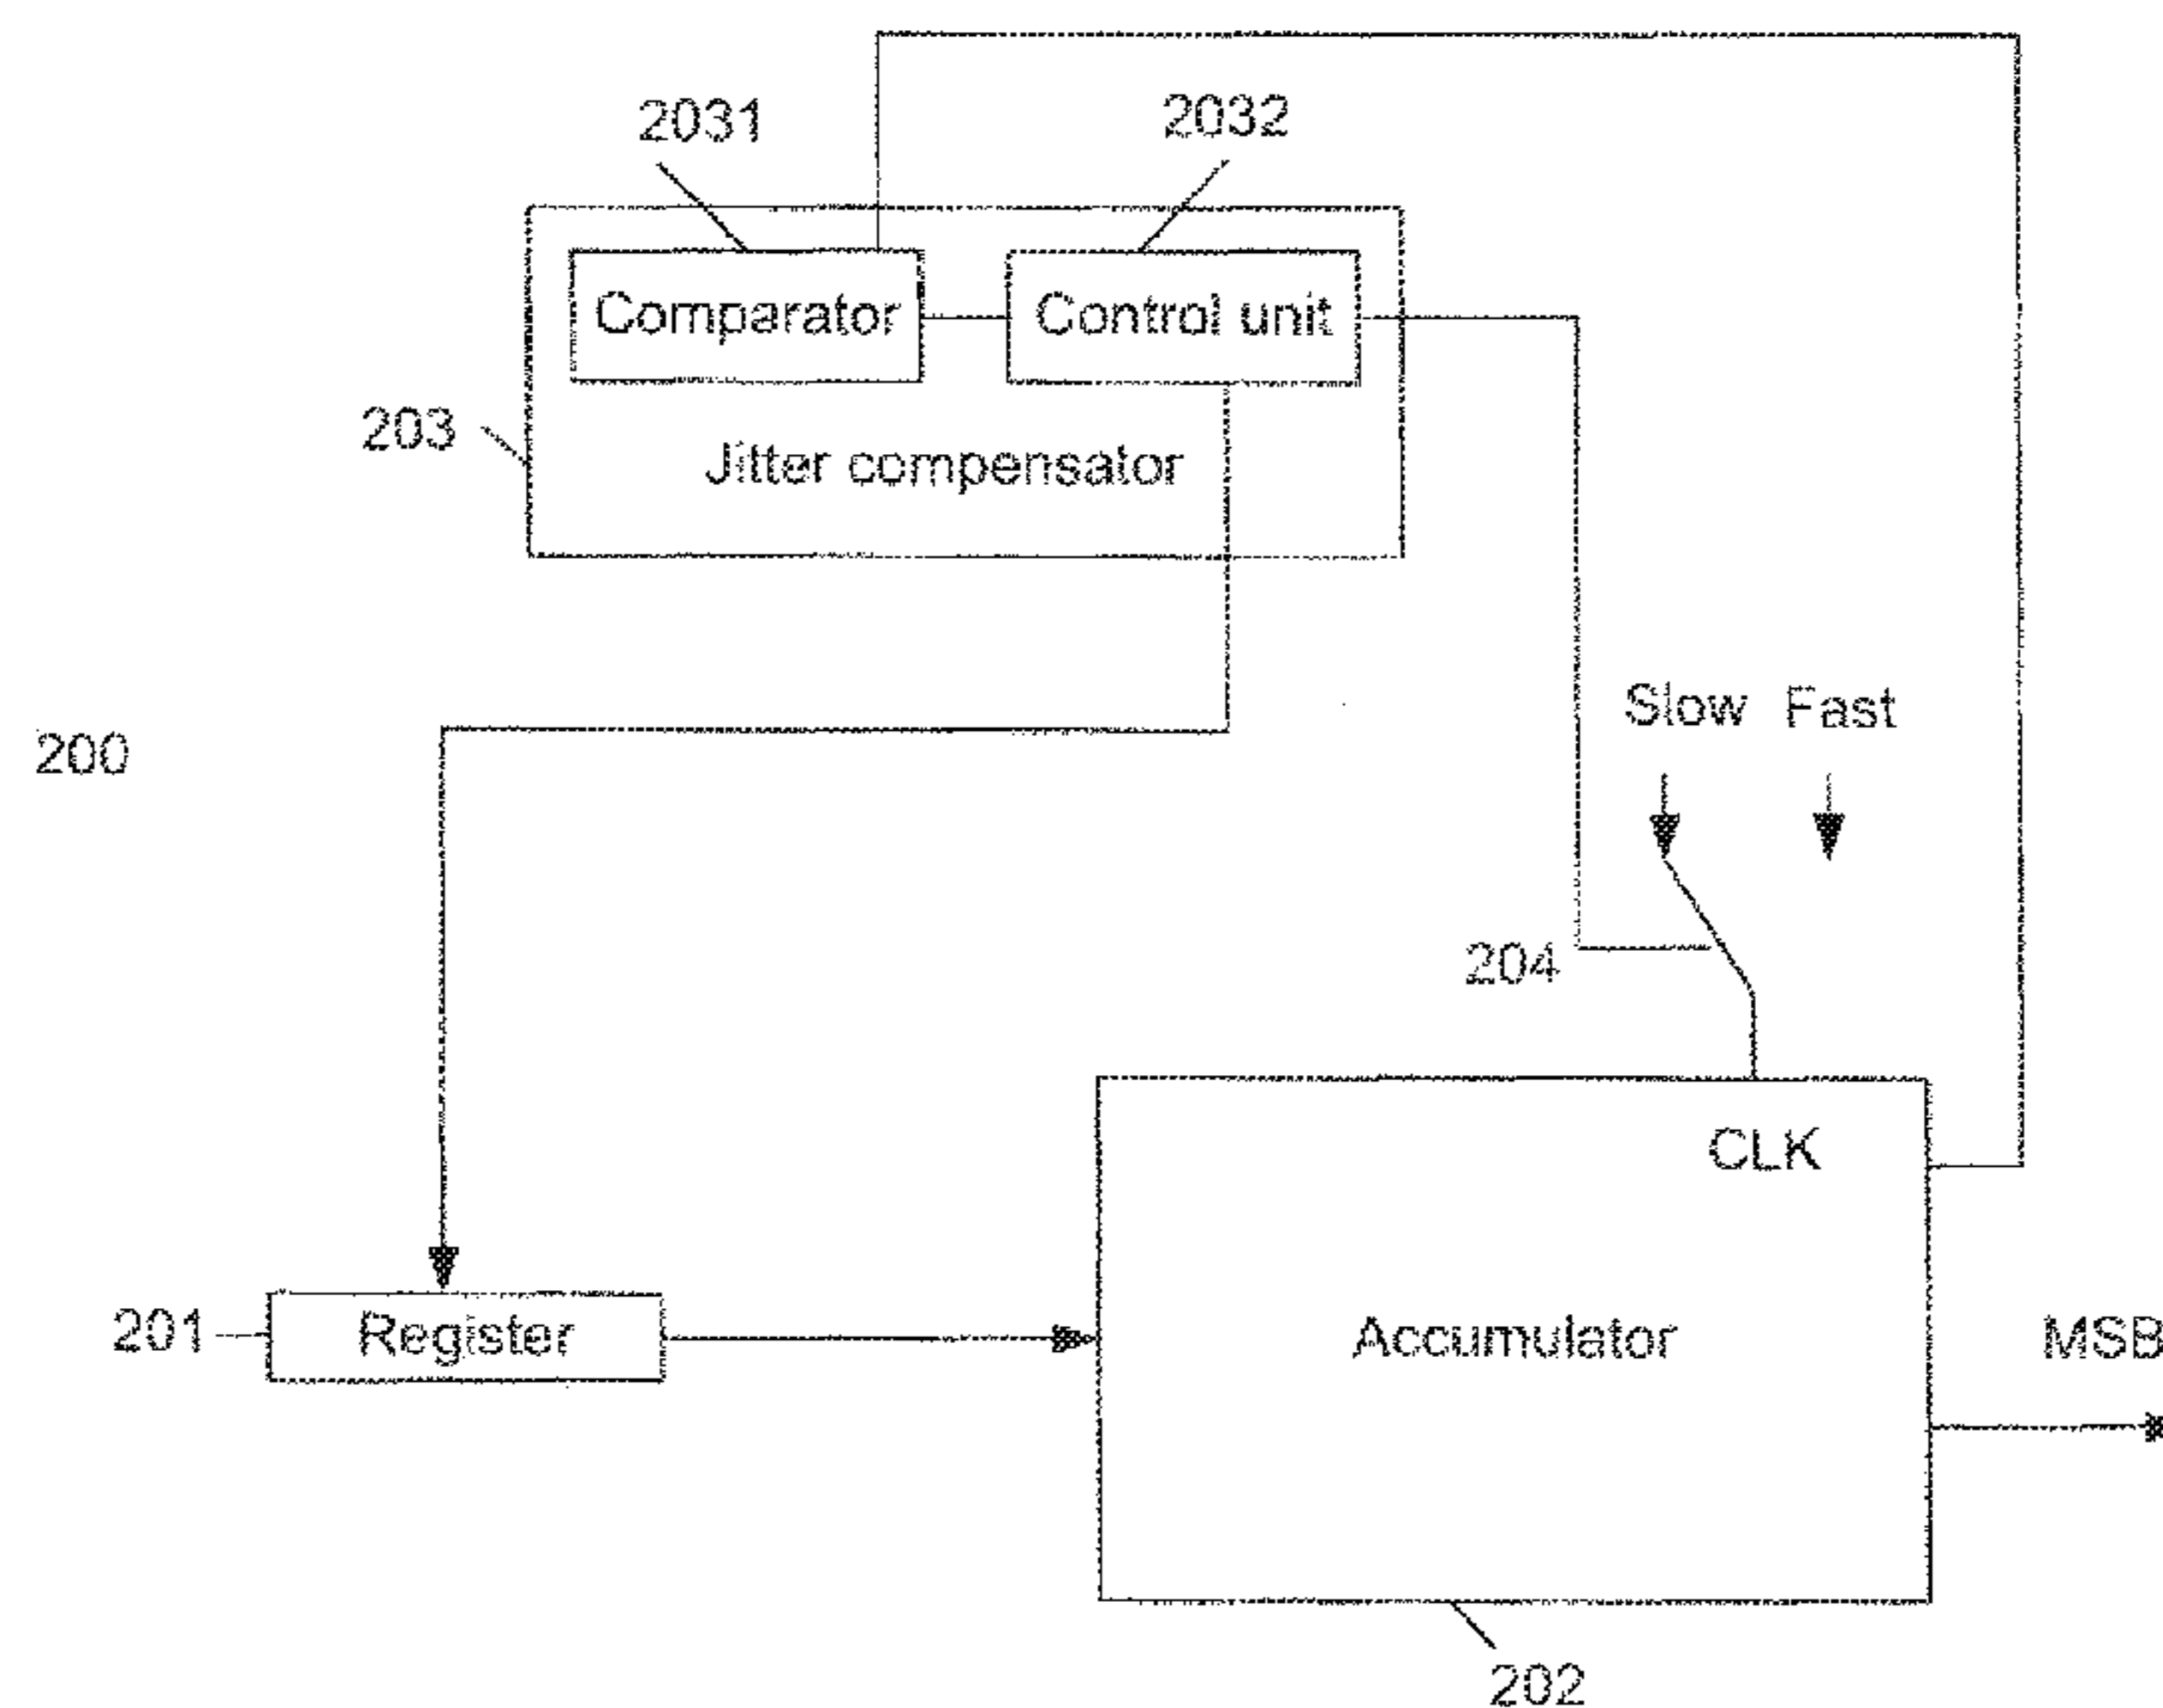 2031
2032
Comparator
Control unit
203
Jitter compensator
Slow
Fast
200
204
CLK
201
Register
Accumulator
MSB
202